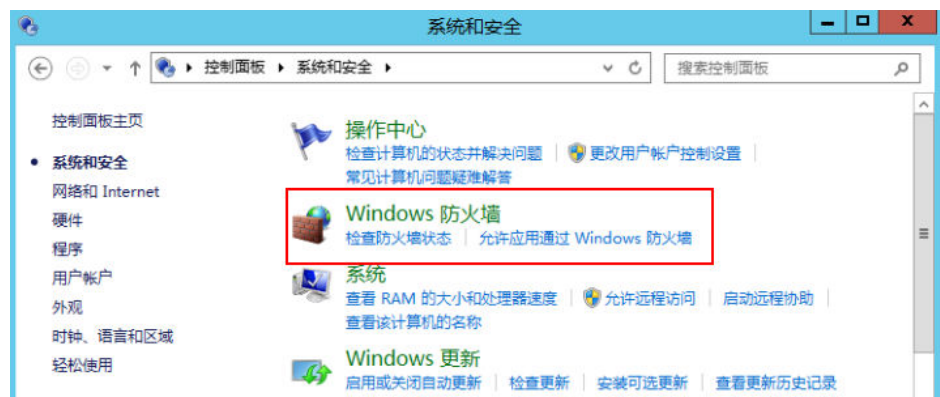 系统和安全
控制面板 系统和安全
搜索控制面板
控制面板主页
系统和安全
网络和 Internet
硬件
程序
用户帐户
外观
时钟、语言和区域
轻松使用
操作中心
检查计算机的状态并解决问题 更改用户帐户控制设置
常见计算机问题疑难解答
Windows 防火墙
检查防火墙状态 允许应用通过 Windows 防火墙
系统
查看 RAM 的大小和处理器速度 允许远程访问 启动远程协助
查看该计算机的名称
Windows 更新
启用或关闭自动更新 检查更新 安装可选更新 查看更新历史记录